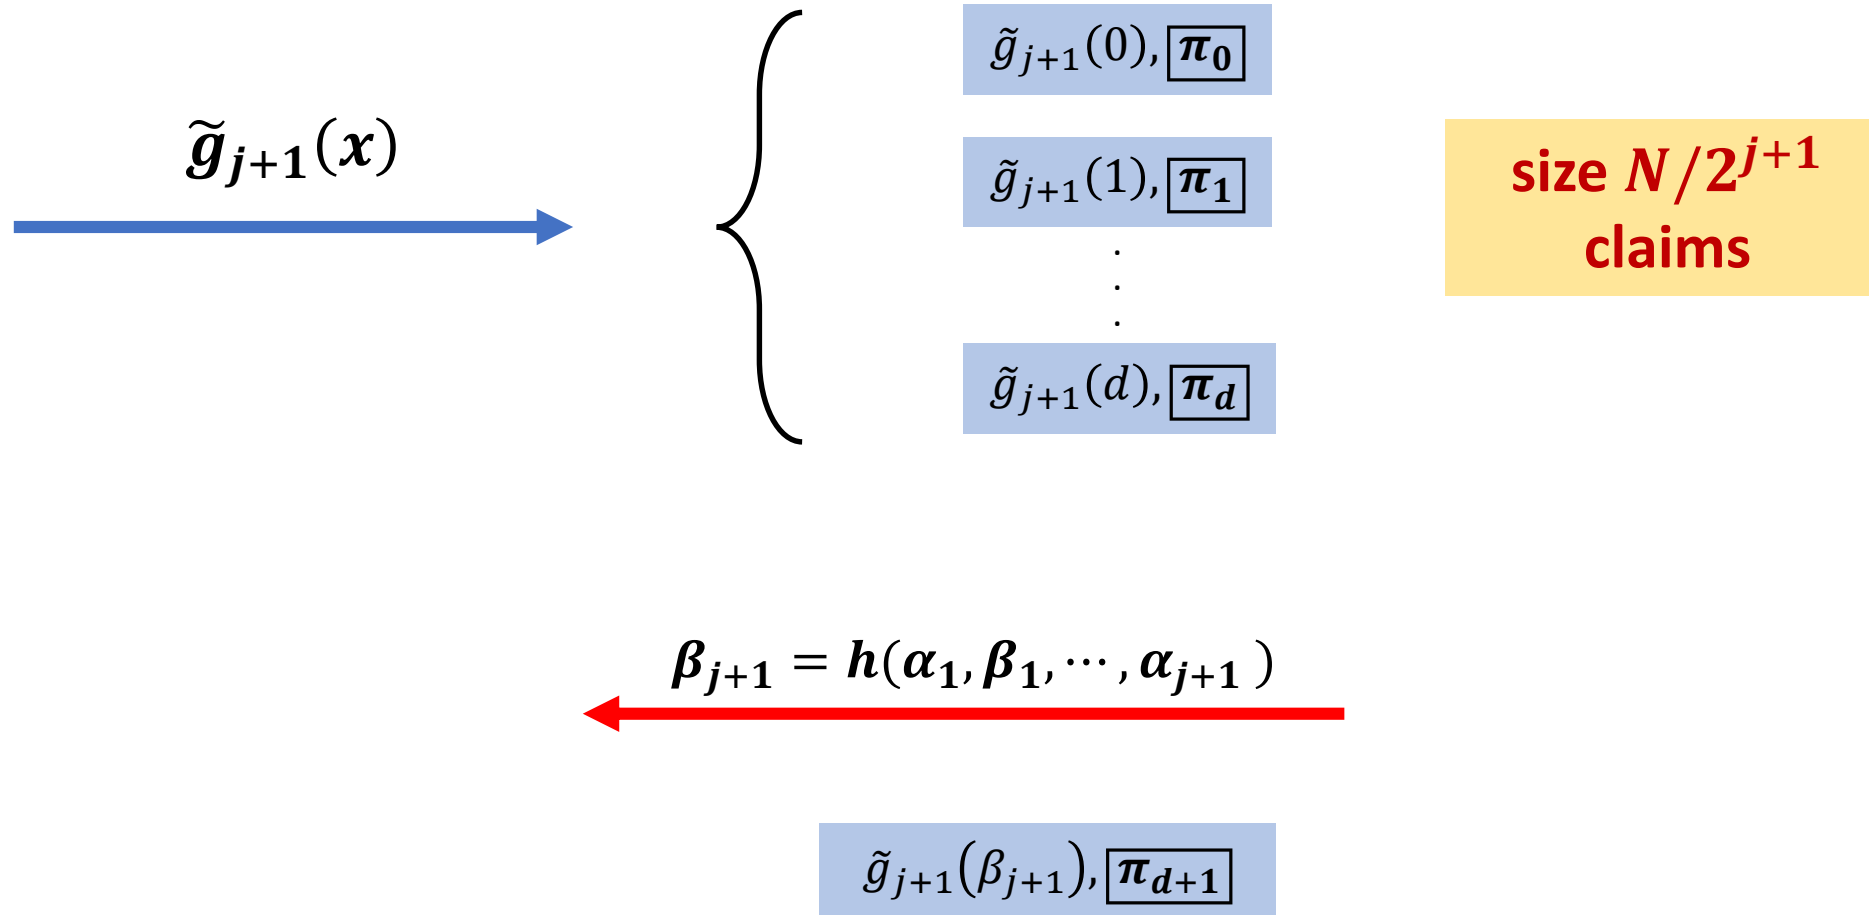 g̃_{j+1}(x)
g̃_{j+1}(0), π_0
g̃_{j+1}(1), π_1
.
.
.
g̃_{j+1}(d), π_d
size N/2^{j+1}
claims
β_{j+1} = h(α_1, β_1, ⋯, α_{j+1} )
g̃_{j+1}(β_{j+1}), π_{d+1}